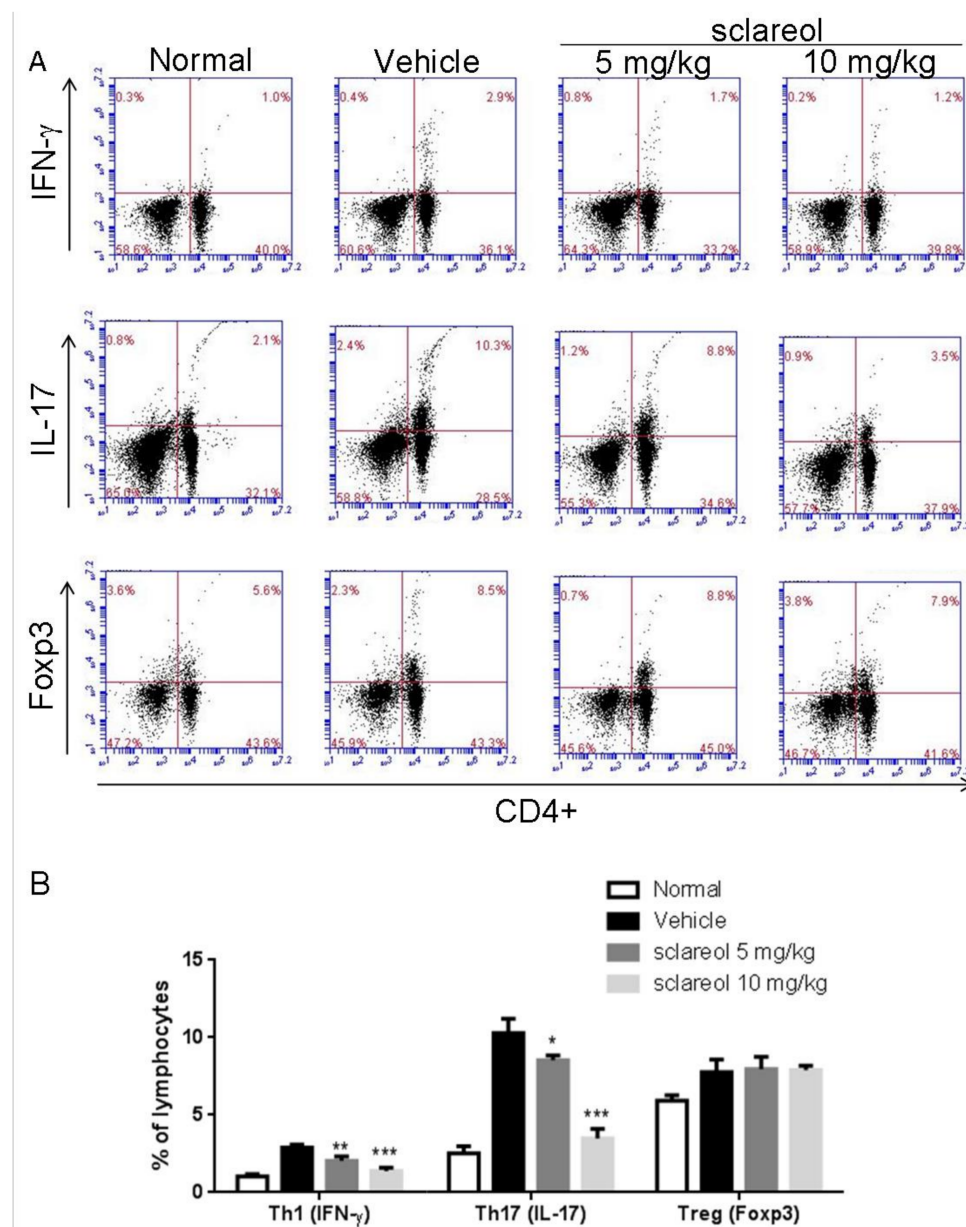 sclareol
A Normal Vehicle 5 mg/kg 10 mg/kg
IFN-γ
0.3% 1.0% 0.4% 2.9% 0.8% 1.7% 0.2% 1.2%
58.6% 40.0% 60.6% 36.1% 64.3% 33.2% 58.9% 39.8%
IL-17
0.8% 2.1% 2.4% 10.3% 1.2% 8.8% 0.9% 3.5%
65.0% 32.1% 58.8% 28.5% 55.3% 34.6% 57.7% 37.9%
Foxp3
3.6% 5.6% 2.3% 8.5% 0.7% 8.8% 3.8% 7.9%
47.2% 43.6% 45.9% 43.3% 45.6% 45.0% 46.7% 41.6%
CD4+
B
Normal
Vehicle
sclareol 5 mg/kg
sclareol 10 mg/kg
% of lymphocytes
15
10
5
0
** *** * ***
Th1 (IFN-γ) Th17 (IL-17) Treg (Foxp3)